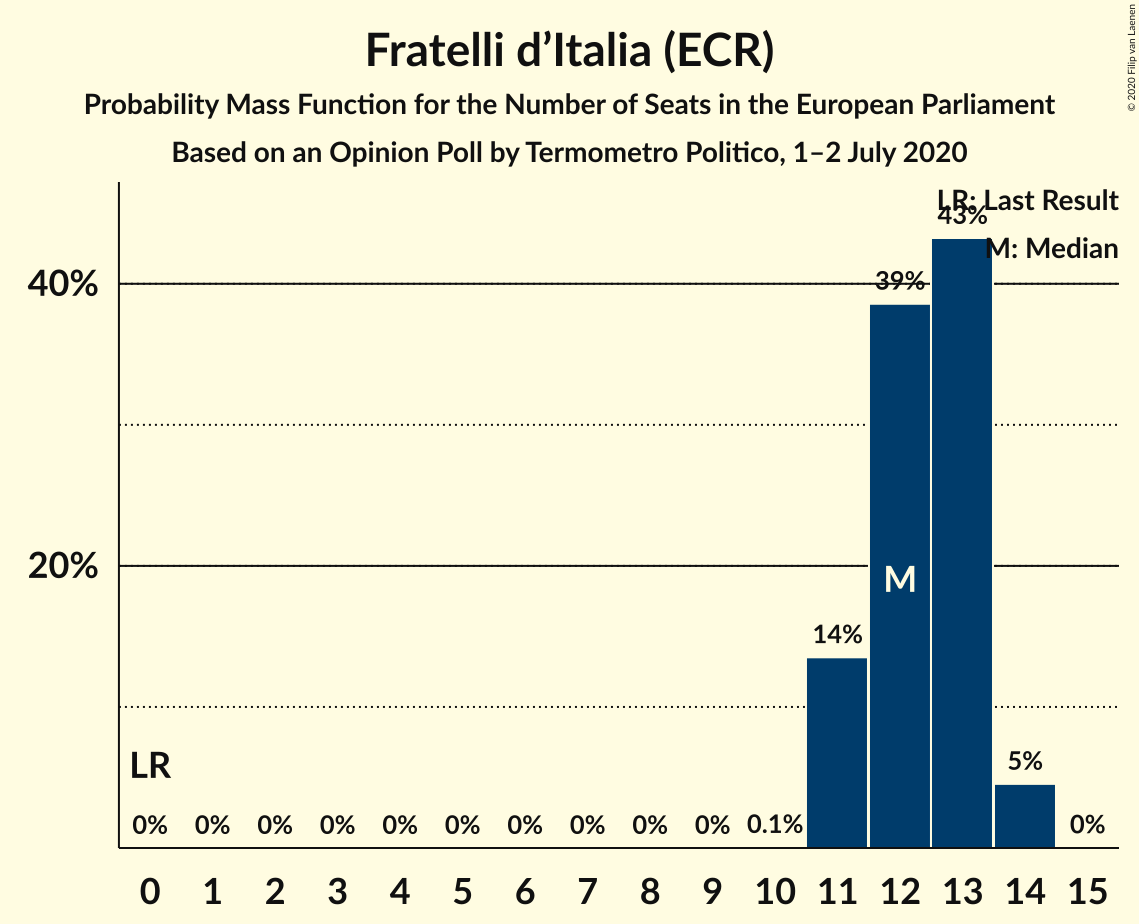 Fratelli d’Italia (ECR)
Probability Mass Function for the Number of Seats in the European Parliament
Based on an Opinion Poll by Termometro Politico, 1–2 July 2020
© 2020 Filip van Laenen
LR: Last Result
43%
M: Median
40%
39%
20%
M
14%
LR
5%
0% 0% 0% 0% 0% 0% 0% 0% 0% 0% 0.1% 0%
0 1 2 3 4 5 6 7 8 9 10 11 12 13 14 15